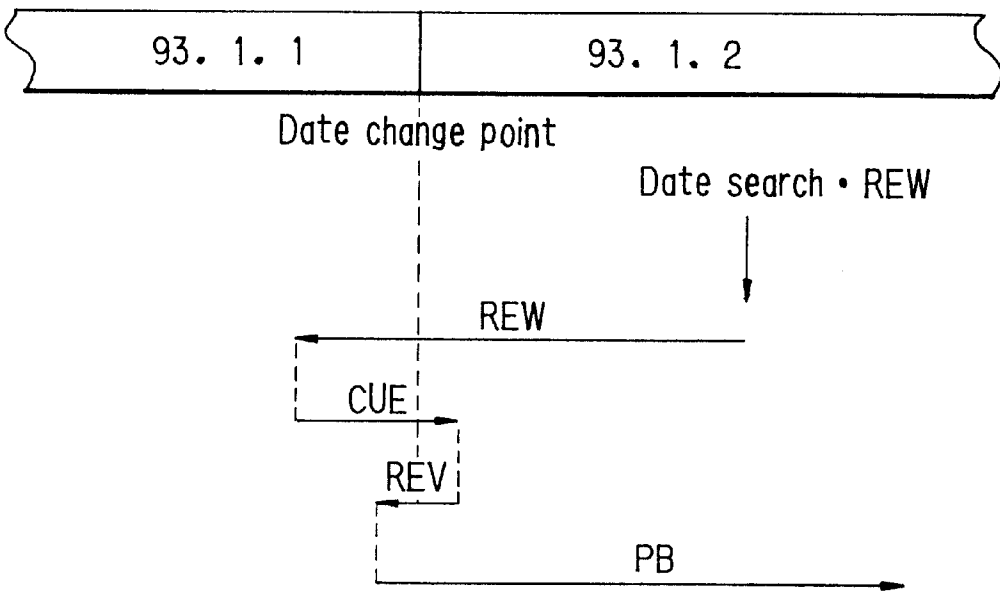 93. 1. 1
93. 1. 2
Date change point
Date search • REW
REW
CUE
REV
PB